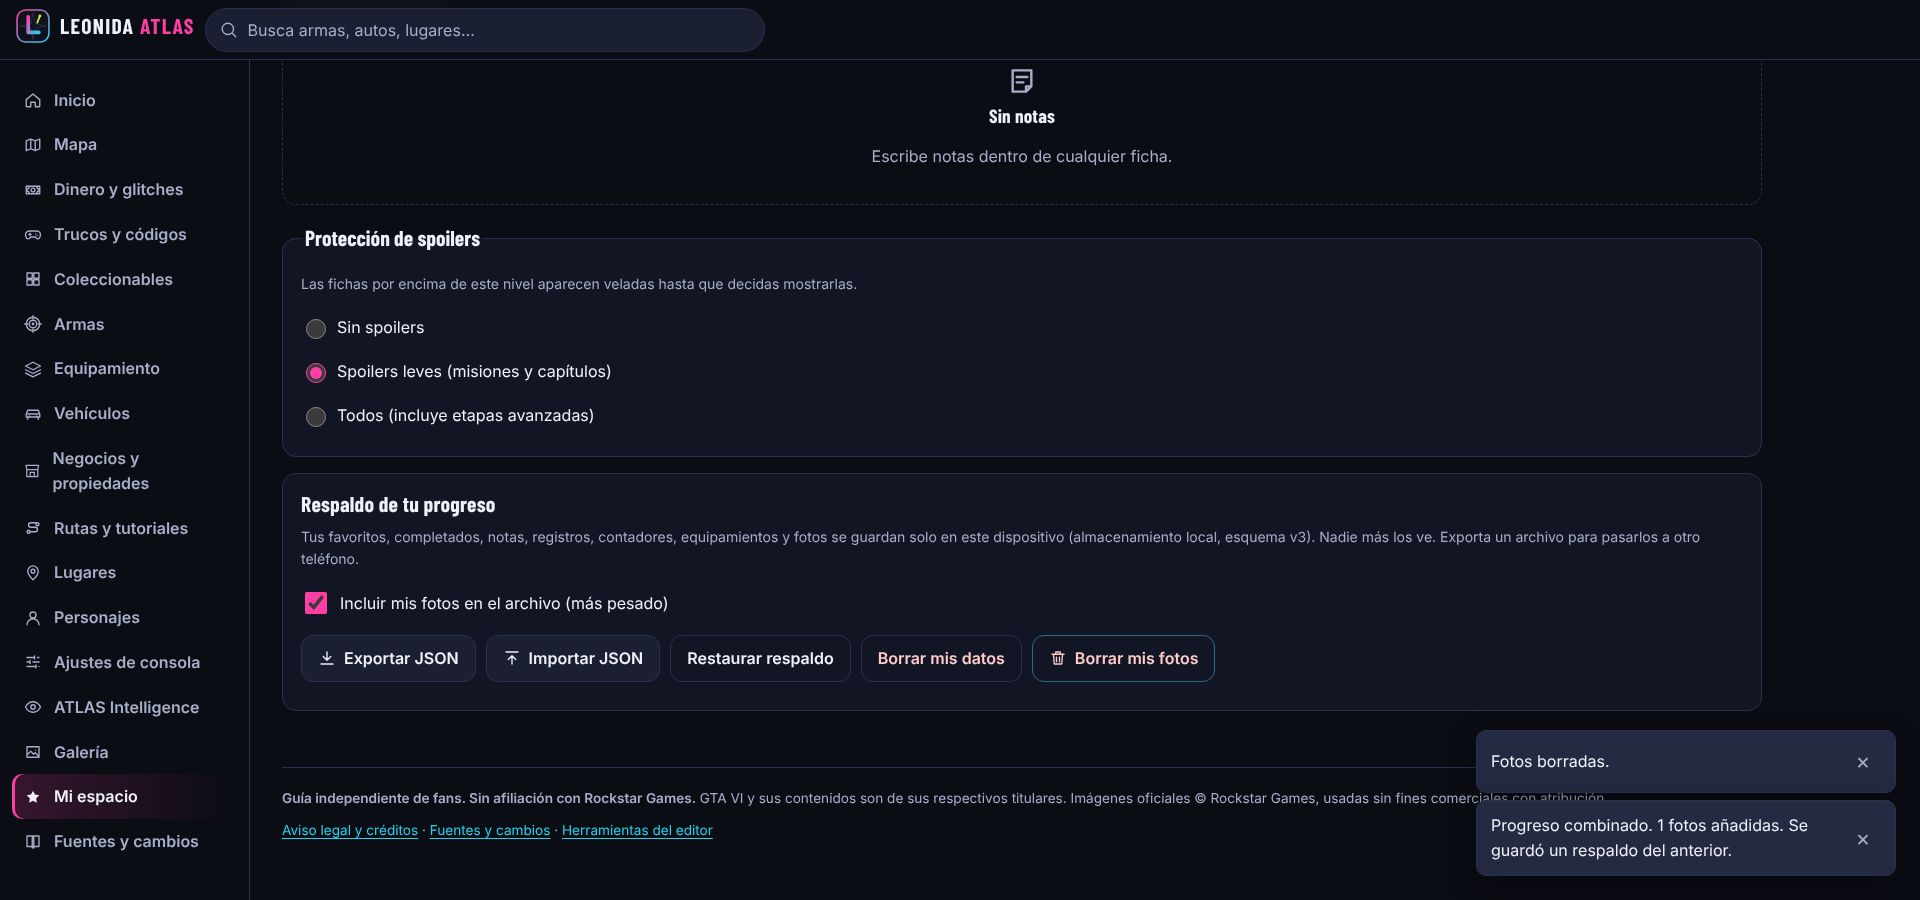 LEONIDA ATLAS
Busca armas, autos, lugares...
Inicio
Mapa
Dinero y glitches
Trucos y códigos
Coleccionables
Armas
Equipamiento
Vehículos
Negocios y
propiedades
Rutas y tutoriales
Lugares
Personajes
Ajustes de consola
ATLAS Intelligence
Galería
Mi espacio
Fuentes y cambios
Sin notas
Escribe notas dentro de cualquier ficha.
Protección de spoilers
Las fichas por encima de este nivel aparecen veladas hasta que decidas mostrarlas.
Sin spoilers
Spoilers leves (misiones y capítulos)
Todos (incluye etapas avanzadas)
Respaldo de tu progreso
Tus favoritos, completados, notas, registros, contadores, equipamientos y fotos se guardan solo en este dispositivo (almacenamiento local, esquema v3). Nadie más los ve. Exporta un archivo para pasarlos a otro
teléfono.
Incluir mis fotos en el archivo (más pesado)
Exportar JSON
Importar JSON
Restaurar respaldo
Borrar mis datos
Borrar mis fotos
Guía independiente de fans. Sin afiliación con Rockstar Games. GTA VI y sus contenidos son de sus respectivos titulares. Imágenes oficiales © Rockstar Games, usadas sin fines comerciales con atribución.
Aviso legal y créditos · Fuentes y cambios · Herramientas del editor
Fotos borradas.
Progreso combinado. 1 fotos añadidas. Se
guardó un respaldo del anterior.